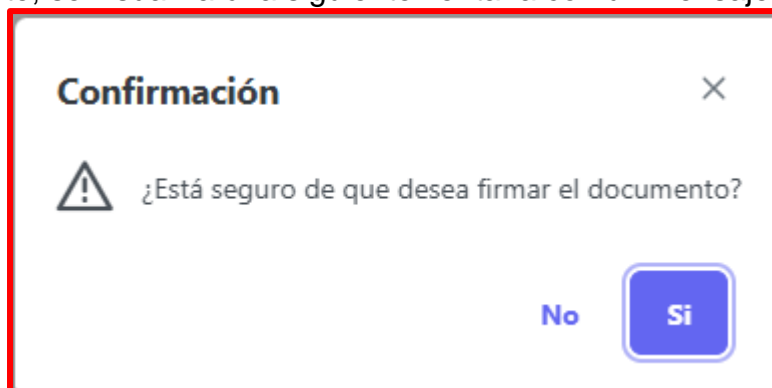 Confirmación
¿Está seguro de que desea firmar el documento?
No
Si